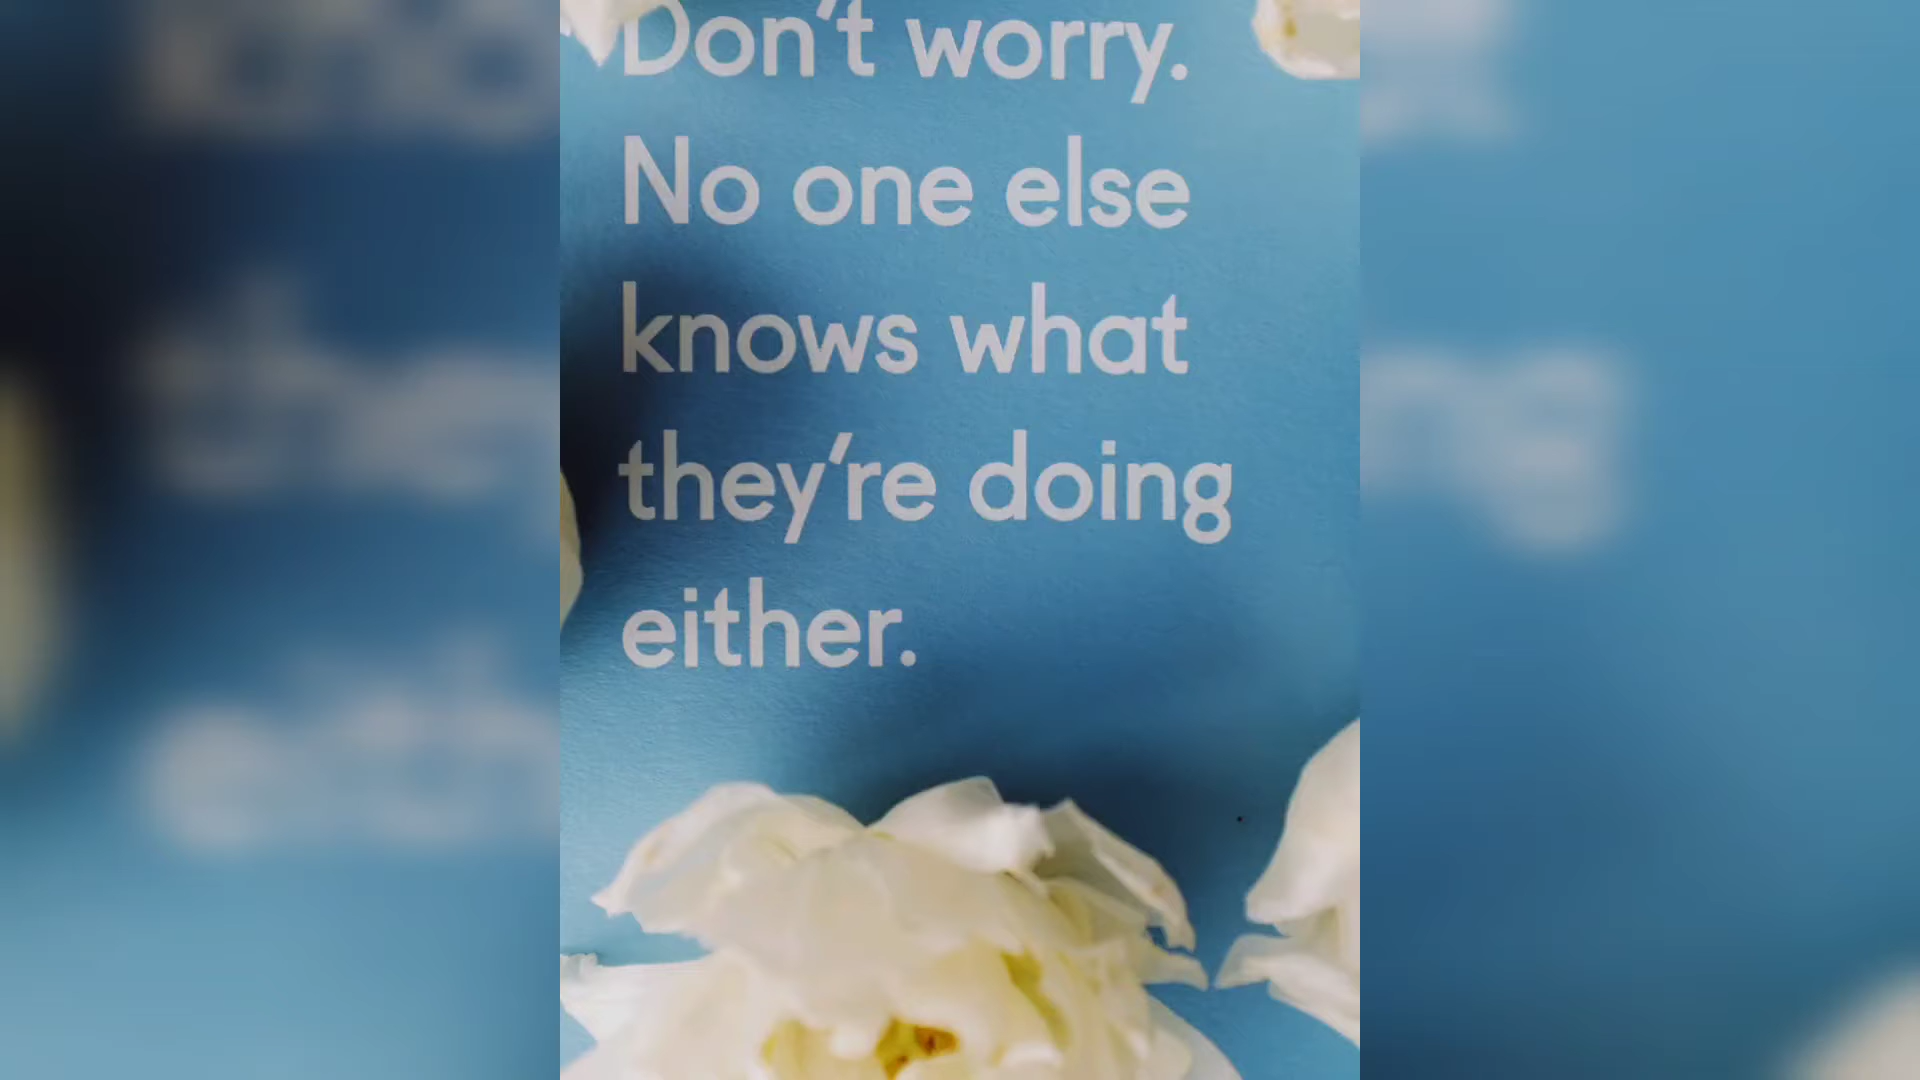 Don't worry.
No one else
knows what
they're doing
either.